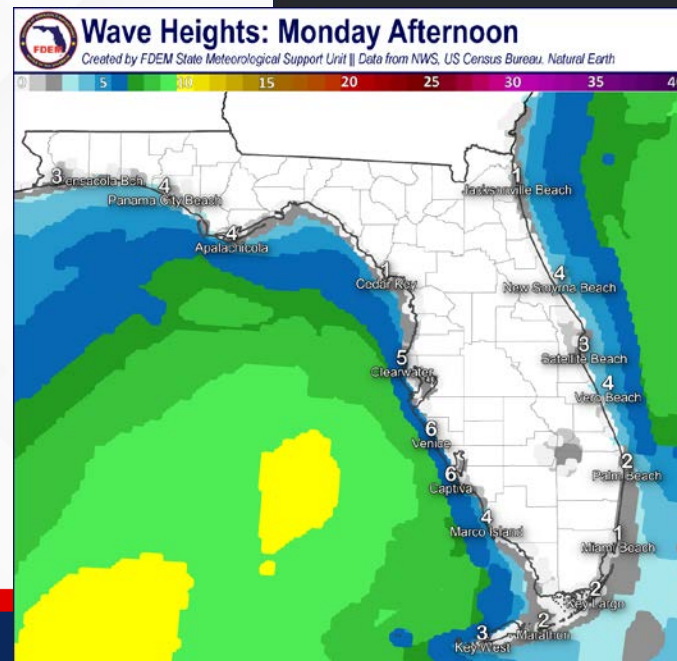 Wave Heights: Monday Afternoon
FDEM
Created by FDEM State Meteorological Support Unit || Data from NWS, US Census Bureau, Natural Earth
0 5 10 15 20 25 30 35 40
3
Pensacola Bch
4
Panama City Beach
4
Apalachicola
1
Jacksonville Beach
1
Cedar Key
4
New Smyrna Beach
3
Satellite Beach
5
Clearwater
4
Vero Beach
6
Venice
6
Captiva
2
Palm Beach
4
Marco Island
1
Miami Beach
2
Key Largo
2
Marathon
3
Key West